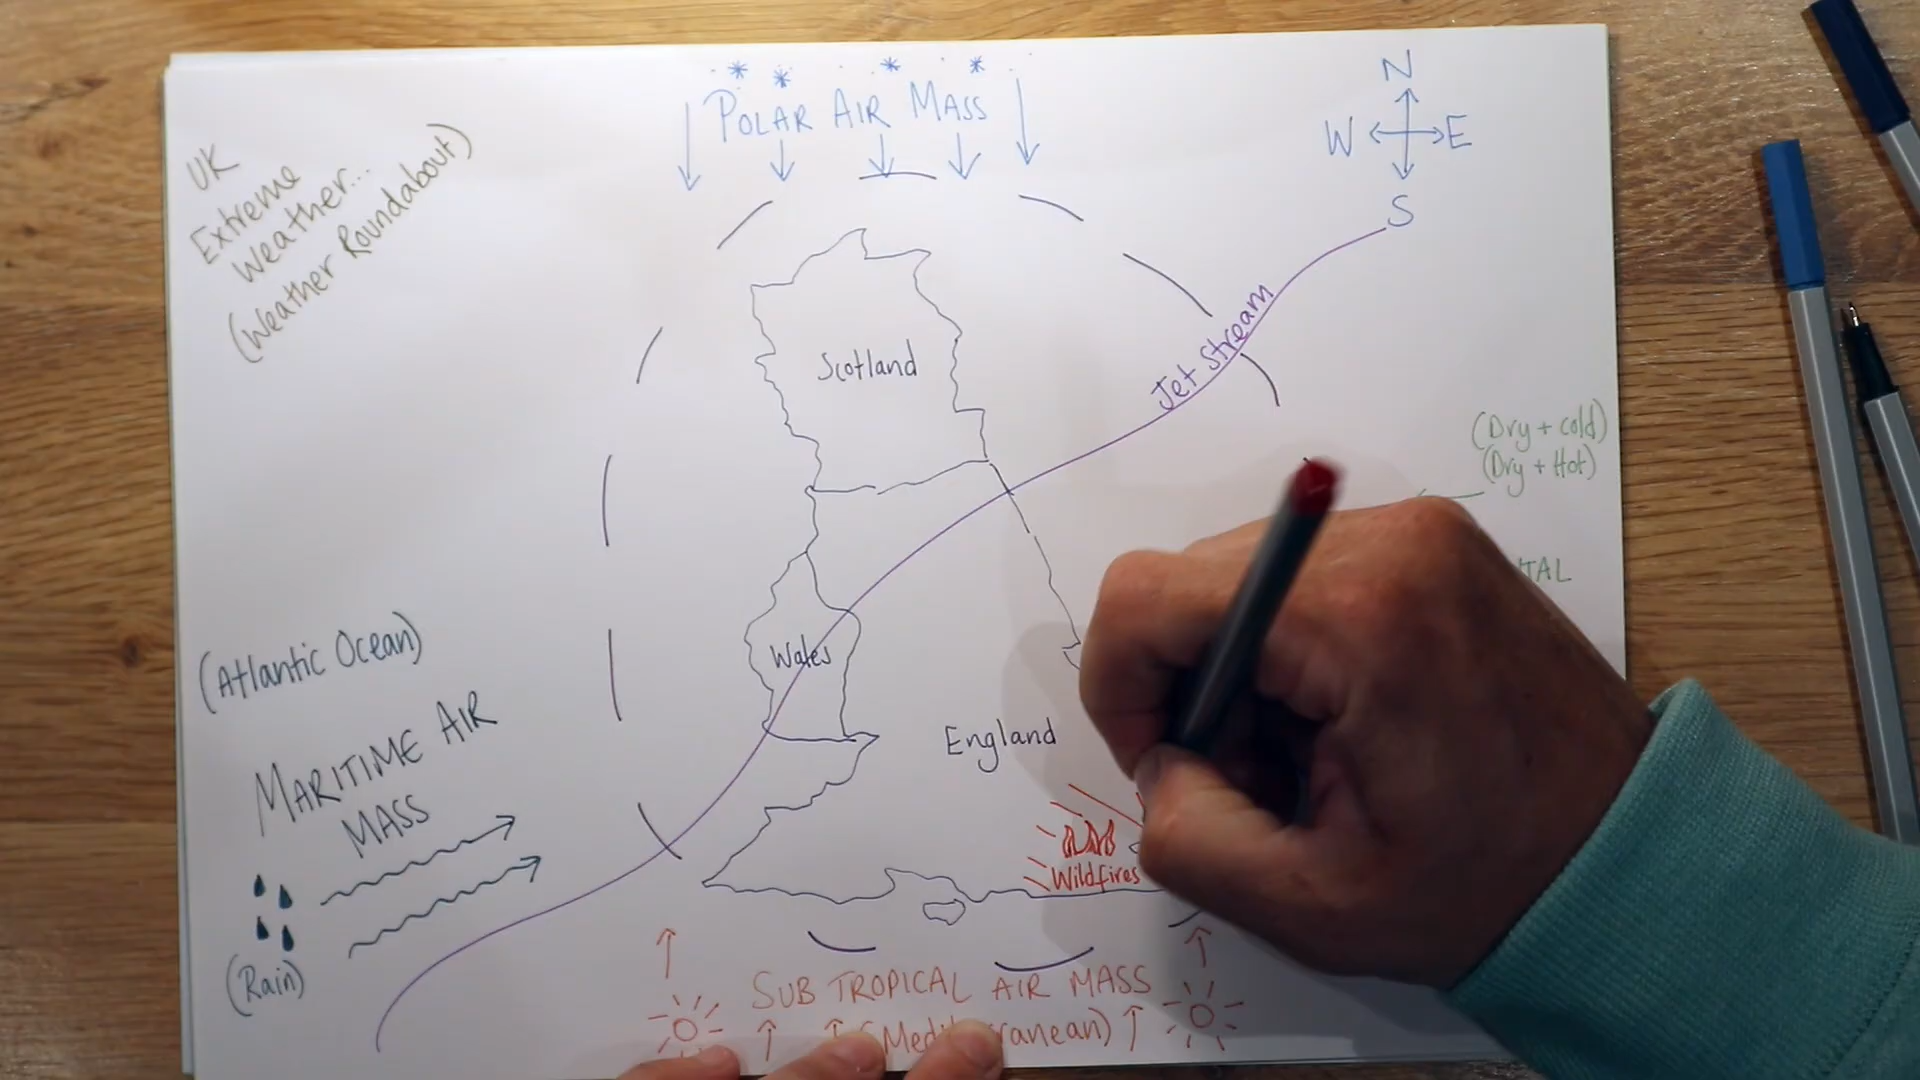 POLAR AIR MASS
N
W E
S
UK
Extreme
Weather...
(Weather Roundabout)
Jet Stream
Scotland
(Dry + cold)
(Dry + Hot)
(Atlantic Ocean)
Wales
MARITIME AIR
MASS
England
Wildfires
(Rain)
SUB TROPICAL AIR MASS